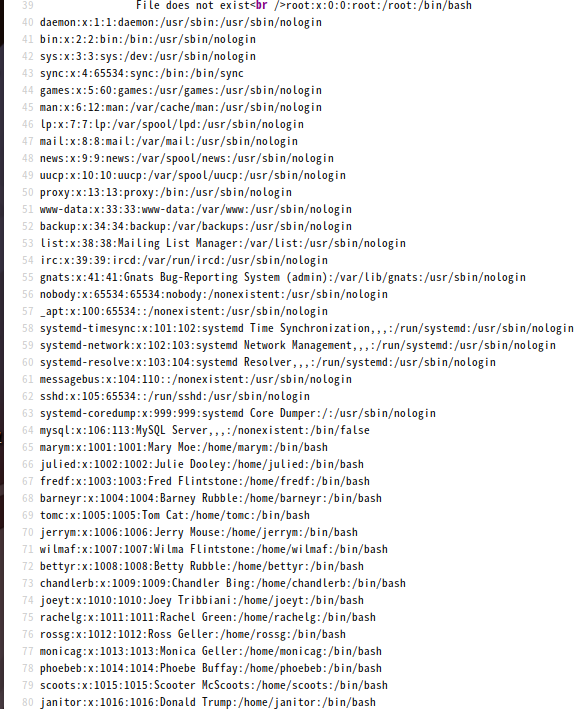 39 File does not exist<br />root:x:0:0:root:/root:/bin/bash
40 daemon:x:1:1:daemon:/usr/sbin:/usr/sbin/nologin
41 bin:x:2:2:bin:/bin:/usr/sbin/nologin
42 sys:x:3:3:sys:/dev:/usr/sbin/nologin
43 sync:x:4:65534:sync:/bin:/bin/sync
44 games:x:5:60:games:/usr/games:/usr/sbin/nologin
45 man:x:6:12:man:/var/cache/man:/usr/sbin/nologin
46 lp:x:7:7:lp:/var/spool/lpd:/usr/sbin/nologin
47 mail:x:8:8:mail:/var/mail:/usr/sbin/nologin
48 news:x:9:9:news:/var/spool/news:/usr/sbin/nologin
49 uucp:x:10:10:uucp:/var/spool/uucp:/usr/sbin/nologin
50 proxy:x:13:13:proxy:/bin:/usr/sbin/nologin
51 www-data:x:33:33:www-data:/var/www:/usr/sbin/nologin
52 backup:x:34:34:backup:/var/backups:/usr/sbin/nologin
53 list:x:38:38:Mailing List Manager:/var/list:/usr/sbin/nologin
54 irc:x:39:39:ircd:/var/run/ircd:/usr/sbin/nologin
55 gnats:x:41:41:Gnats Bug-Reporting System (admin):/var/lib/gnats:/usr/sbin/nologin
56 nobody:x:65534:65534:nobody:/nonexistent:/usr/sbin/nologin
57 _apt:x:100:65534::/nonexistent:/usr/sbin/nologin
58 systemd-timesync:x:101:102:systemd Time Synchronization,,,:/run/systemd:/usr/sbin/nologin
59 systemd-network:x:102:103:systemd Network Management,,,:/run/systemd:/usr/sbin/nologin
60 systemd-resolve:x:103:104:systemd Resolver,,,:/run/systemd:/usr/sbin/nologin
61 messagebus:x:104:110::/nonexistent:/usr/sbin/nologin
62 sshd:x:105:65534::/run/sshd:/usr/sbin/nologin
63 systemd-coredump:x:999:999:systemd Core Dumper:/:/usr/sbin/nologin
64 mysql:x:106:113:MySQL Server,,,:/nonexistent:/bin/false
65 marym:x:1001:1001:Mary Moe:/home/marym:/bin/bash
66 julied:x:1002:1002:Julie Dooley:/home/julied:/bin/bash
67 fredf:x:1003:1003:Fred Flintstone:/home/fredf:/bin/bash
68 barneyr:x:1004:1004:Barney Rubble:/home/barneyr:/bin/bash
69 tomc:x:1005:1005:Tom Cat:/home/tomc:/bin/bash
70 jerrym:x:1006:1006:Jerry Mouse:/home/jerrym:/bin/bash
71 wilmaf:x:1007:1007:Wilma Flintstone:/home/wilmaf:/bin/bash
72 bettyr:x:1008:1008:Betty Rubble:/home/bettyr:/bin/bash
73 chandlerb:x:1009:1009:Chandler Bing:/home/chandlerb:/bin/bash
74 joeyt:x:1010:1010:Joey Tribbiani:/home/joeyt:/bin/bash
75 rachelg:x:1011:1011:Rachel Green:/home/rachelg:/bin/bash
76 rossg:x:1012:1012:Ross Geller:/home/rossg:/bin/bash
77 monicag:x:1013:1013:Monica Geller:/home/monicag:/bin/bash
78 phoebeb:x:1014:1014:Phoebe Buffay:/home/phoebeb:/bin/bash
79 scoots:x:1015:1015:Scooter McScoots:/home/scoots:/bin/bash
80 janitor:x:1016:1016:Donald Trump:/home/janitor:/bin/bash